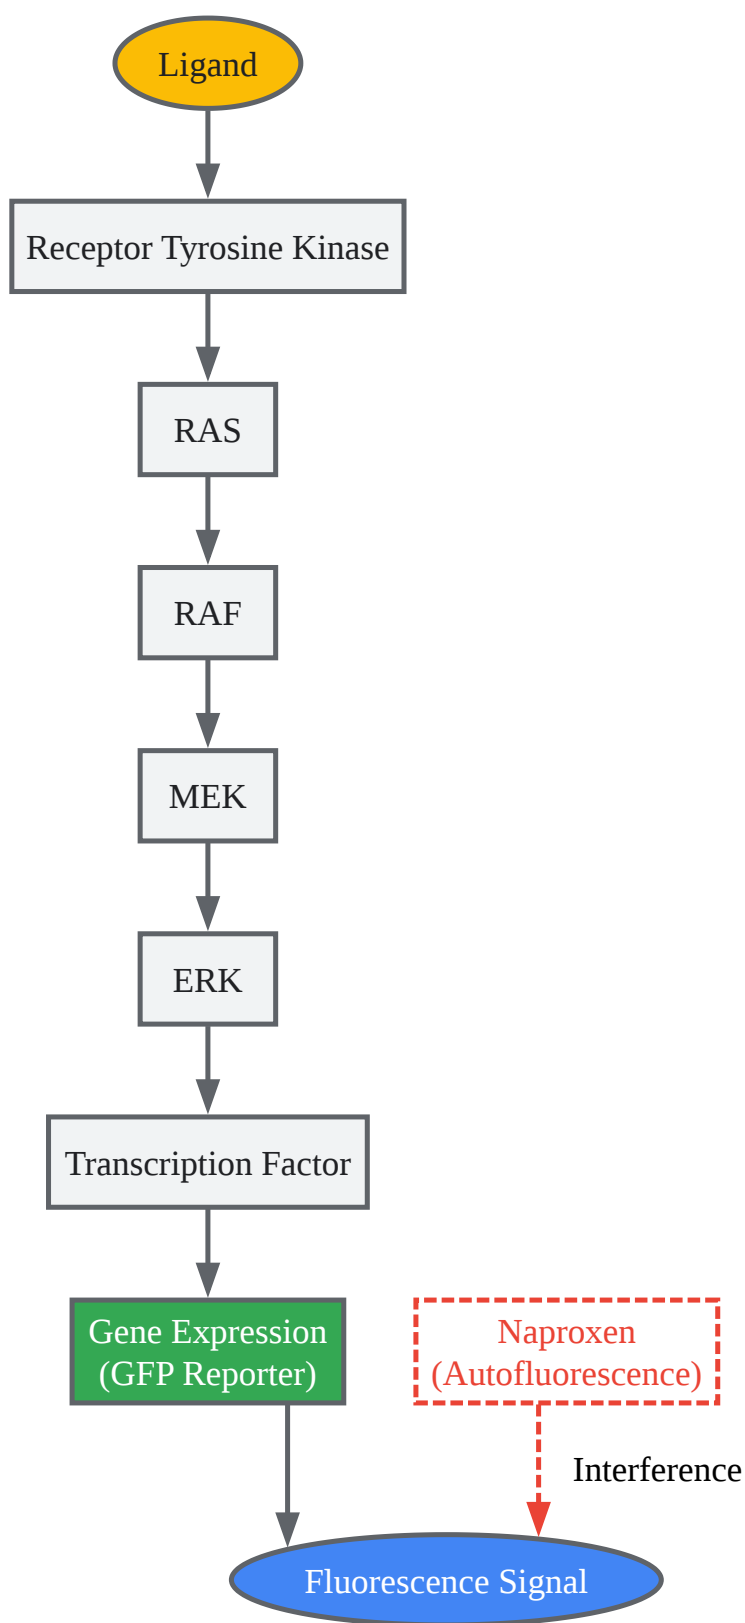 Ligand
Receptor Tyrosine Kinase
RAS
RAF
MEK
ERK
Transcription Factor
Gene Expression
(GFP Reporter)
Naproxen
(Autofluorescence)
Interference
Fluorescence Signal